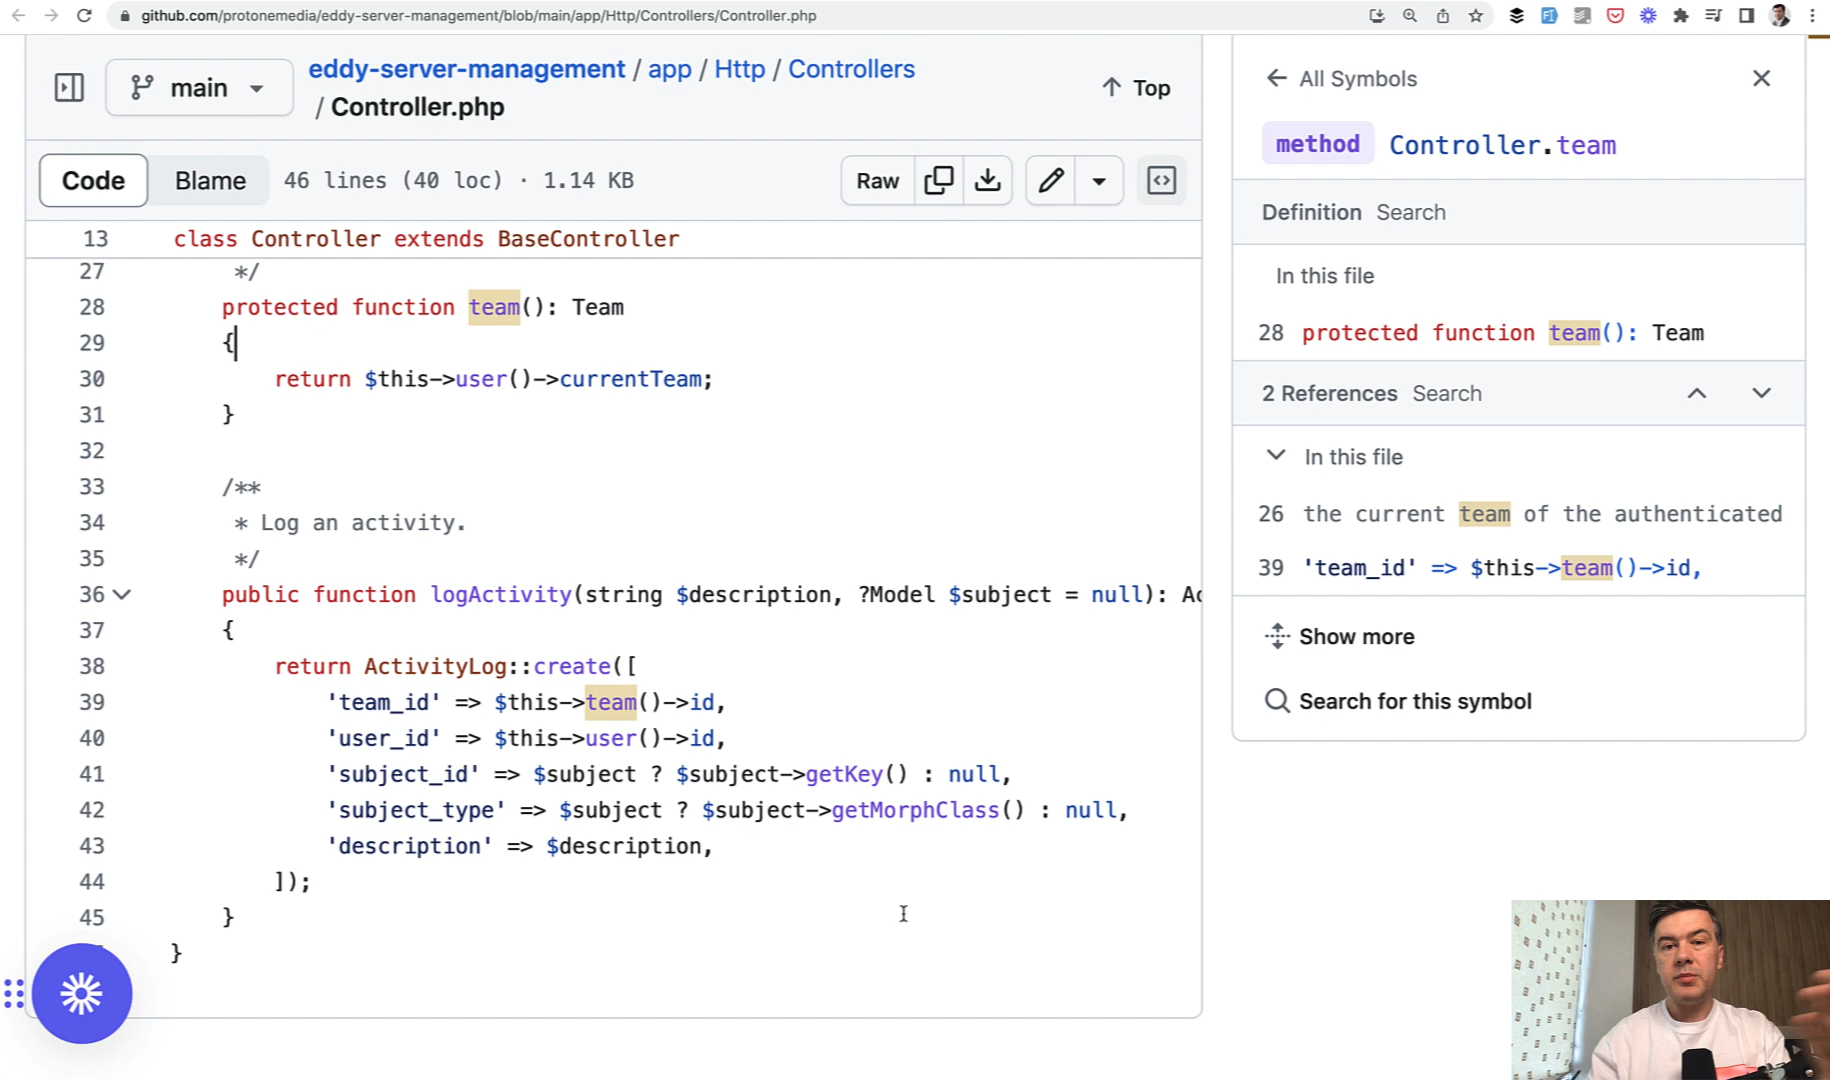 github.com/protonemedia/eddy-server-management/blob/main/app/Http/Controllers/Controller.php
main
eddy-server-management / app / Http / Controllers
/ Controller.php
Top
Code
Blame
46 lines (40 loc) · 1.14 KB
Raw
13 class Controller extends BaseController
27 */
28 protected function team(): Team
29 {
30 return $this->user()->currentTeam;
31 }
32
33 /**
34 * Log an activity.
35 */
36 public function logActivity(string $description, ?Model $subject = null): Ac
37 {
38 return ActivityLog::create([
39 'team_id' => $this->team()->id,
40 'user_id' => $this->user()->id,
41 'subject_id' => $subject ? $subject->getKey() : null,
42 'subject_type' => $subject ? $subject->getMorphClass() : null,
43 'description' => $description,
44 ]);
45 }
}
All Symbols
method Controller.team
Definition Search
In this file
28 protected function team(): Team
2 References Search
In this file
26 the current team of the authenticated
39 'team_id' => $this->team()->id,
Show more
Search for this symbol